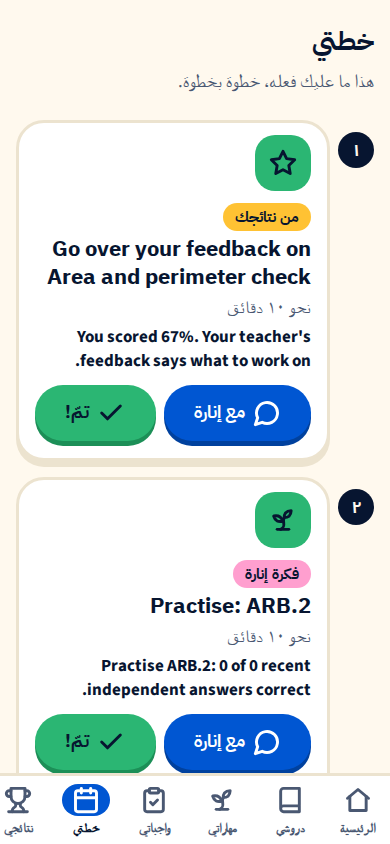 خطتي
هذا ما عليك فعله، خطوة بخطوة.
١
من نتائجك
Go over your feedback on
Area and perimeter check
نحو ١٠ دقائق
You scored 67%. Your teacher's
feedback says what to work on.
مع إنارة
تمّ!
٢
فكرة إنارة
Practise: ARB.2
نحو ١٠ دقائق
Practise ARB.2: 0 of 0 recent
independent answers correct.
مع إنارة
تمّ!
الرئيسية
دروسي
مهاراتي
واجباتي
خطتي
نتائجي